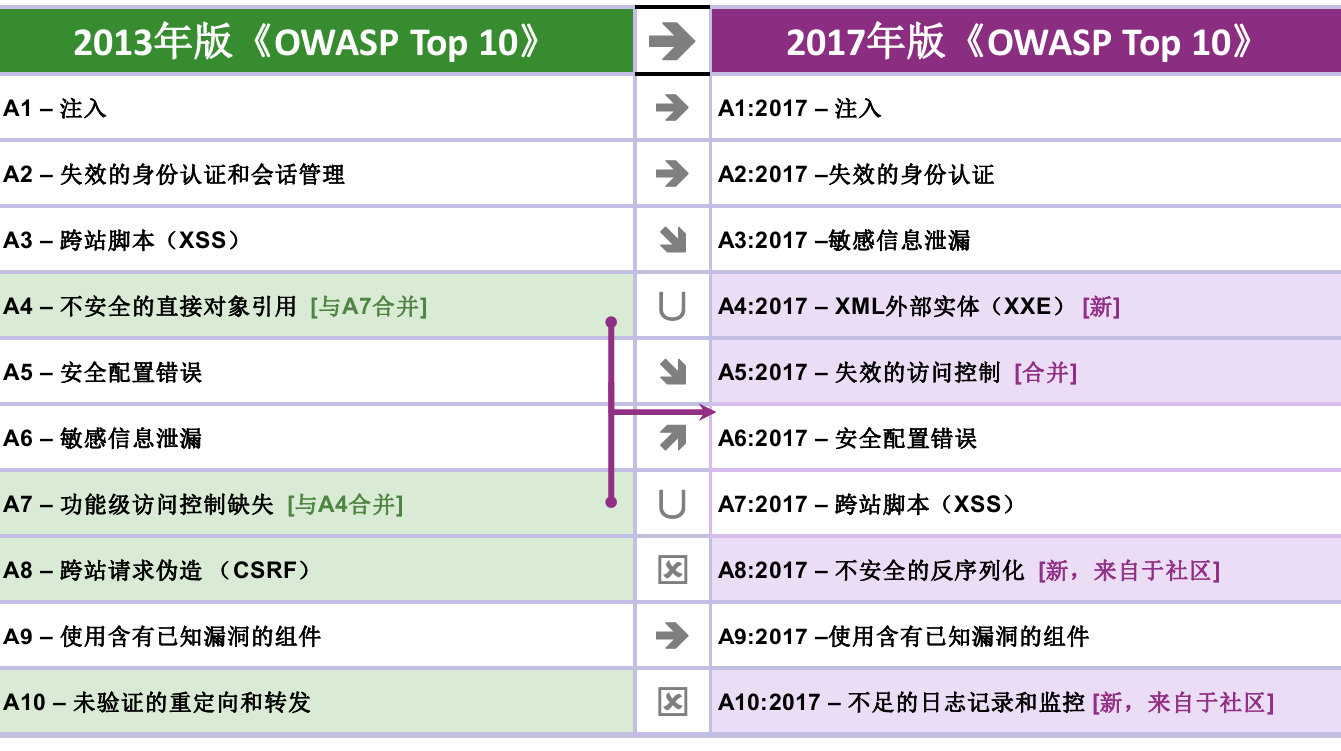 2013年版《OWASP Top 10》 2017年版《OWASP Top 10》
A1 – 注入 A1:2017 – 注入
A2 – 失效的身份认证和会话管理 A2:2017 –失效的身份认证
A3 – 跨站脚本（XSS） A3:2017 –敏感信息泄漏
A4 – 不安全的直接对象引用 [与A7合并] A4:2017 – XML外部实体（XXE） [新]
A5 – 安全配置错误 A5:2017 – 失效的访问控制 [合并]
A6 – 敏感信息泄漏 A6:2017 – 安全配置错误
A7 – 功能级访问控制缺失 [与A4合并] A7:2017 – 跨站脚本（XSS）
A8 – 跨站请求伪造 （CSRF） A8:2017 – 不安全的反序列化 [新，来自于社区]
A9 – 使用含有已知漏洞的组件 A9:2017 –使用含有已知漏洞的组件
A10 – 未验证的重定向和转发 A10:2017 – 不足的日志记录和监控 [新，来自于社区]